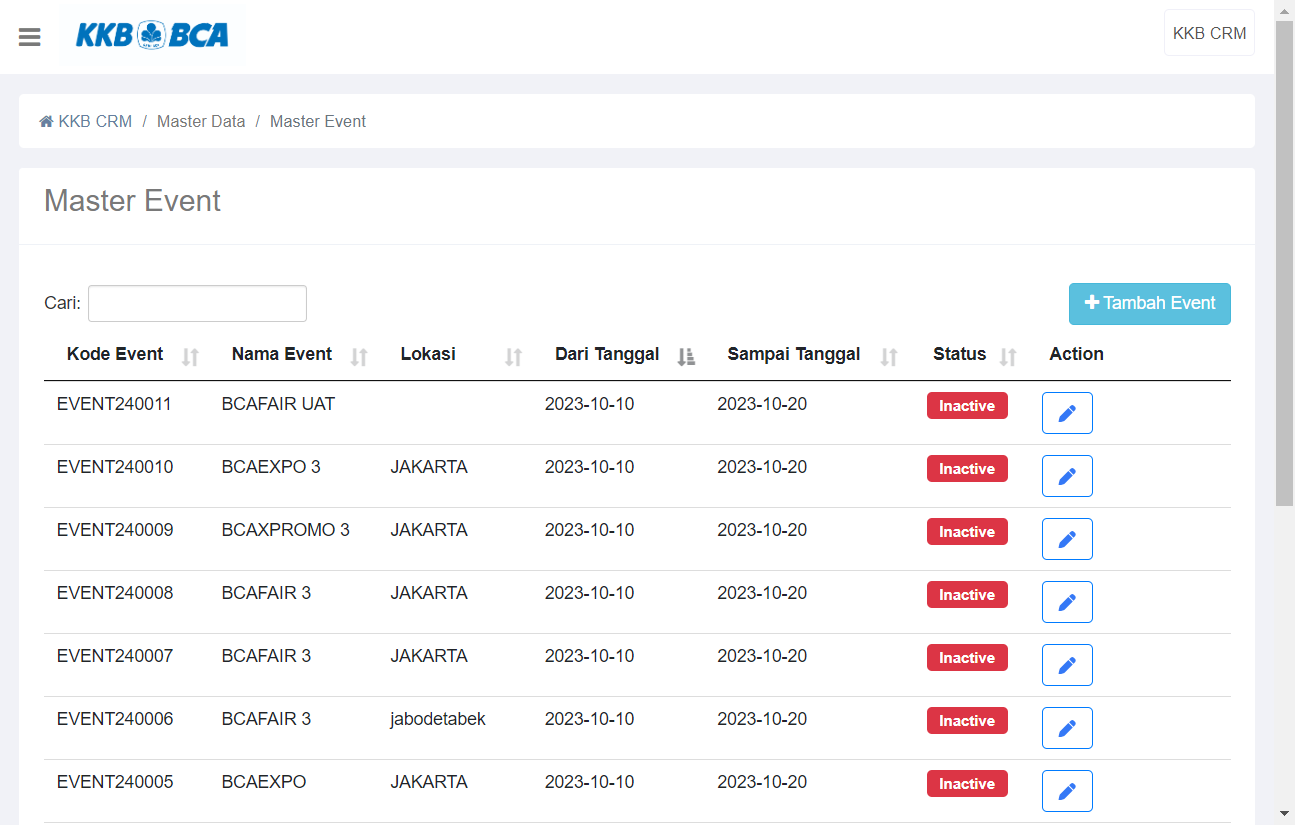 KKB BCA
KKB CRM
KKB CRM / Master Data / Master Event
Master Event
Cari:
Tambah Event
Kode Event Nama Event Lokasi Dari Tanggal Sampai Tanggal Status Action
EVENT240011 BCAFAIR UAT 2023-10-10 2023-10-20 Inactive
EVENT240010 BCAEXPO 3 JAKARTA 2023-10-10 2023-10-20 Inactive
EVENT240009 BCAXPROMO 3 JAKARTA 2023-10-10 2023-10-20 Inactive
EVENT240008 BCAFAIR 3 JAKARTA 2023-10-10 2023-10-20 Inactive
EVENT240007 BCAFAIR 3 JAKARTA 2023-10-10 2023-10-20 Inactive
EVENT240006 BCAFAIR 3 jabodetabek 2023-10-10 2023-10-20 Inactive
EVENT240005 BCAEXPO JAKARTA 2023-10-10 2023-10-20 Inactive